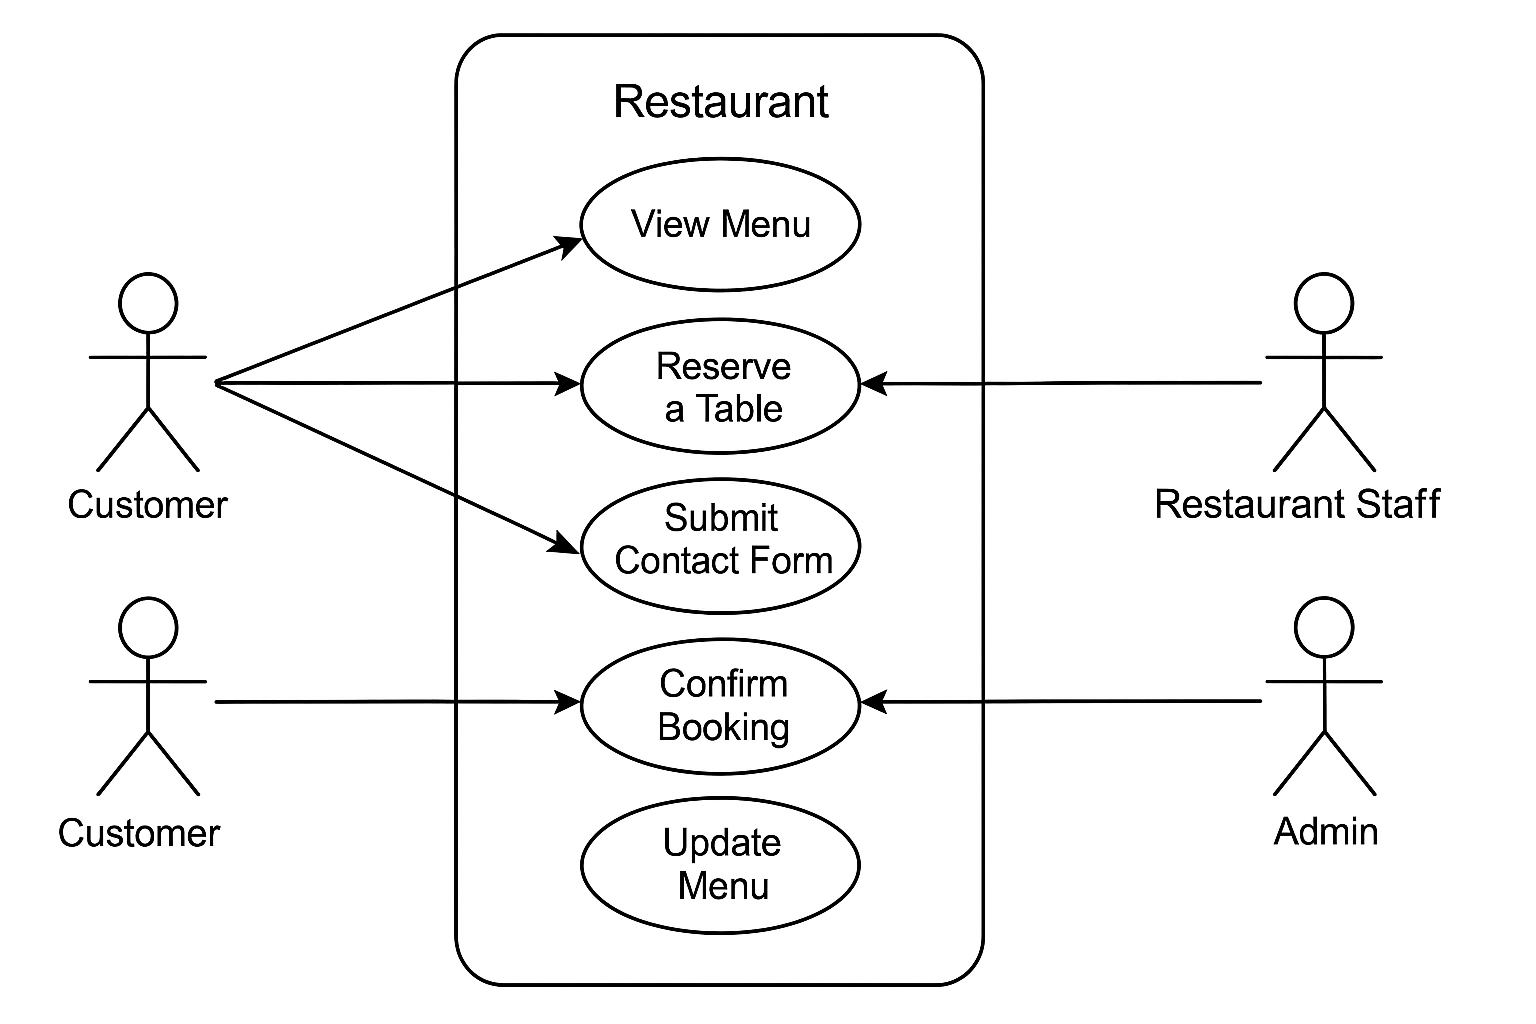 Restaurant
View Menu
Reserve
a Table
Submit
Contact Form
Confirm
Booking
Update
Menu
Customer
Customer
Restaurant Staff
Admin